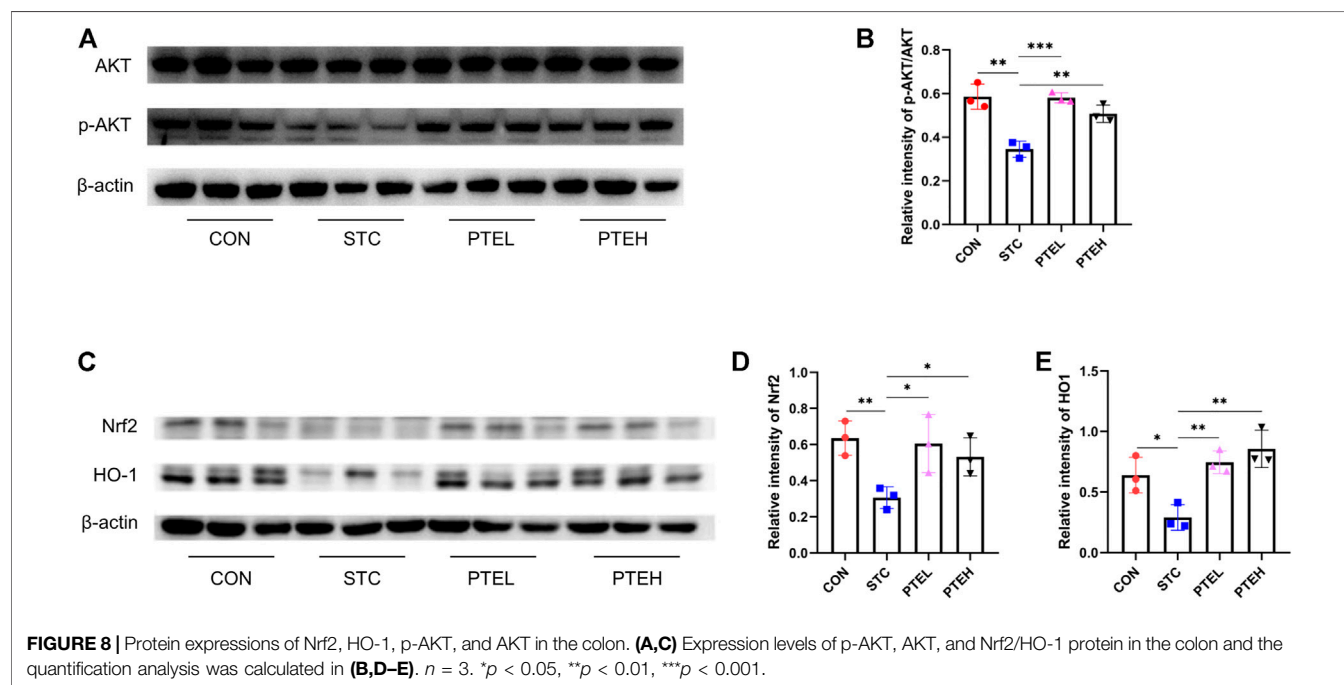 A
AKT
p-AKT
β-actin
CON STC PTEL PTEH
B
Relative intensity of p-AKT/AKT
0.8
0.6
0.4
0.2
0.0
** *** **
CON STC PTEL PTEH
C
Nrf2
HO-1
β-actin
CON STC PTEL PTEH
D
Relative intensity of Nrf2
1.0
0.8
0.6
0.4
0.2
0.0
** * *
CON STC PTEL PTEH
E
Relative intensity of HO1
1.5
1.0
0.5
0.0
* ** **
CON STC PTEL PTEH
FIGURE 8 | Protein expressions of Nrf2, HO-1, p-AKT, and AKT in the colon. (A,C) Expression levels of p-AKT, AKT, and Nrf2/HO-1 protein in the colon and the
quantification analysis was calculated in (B,D–E). n = 3. *p < 0.05, **p < 0.01, ***p < 0.001.